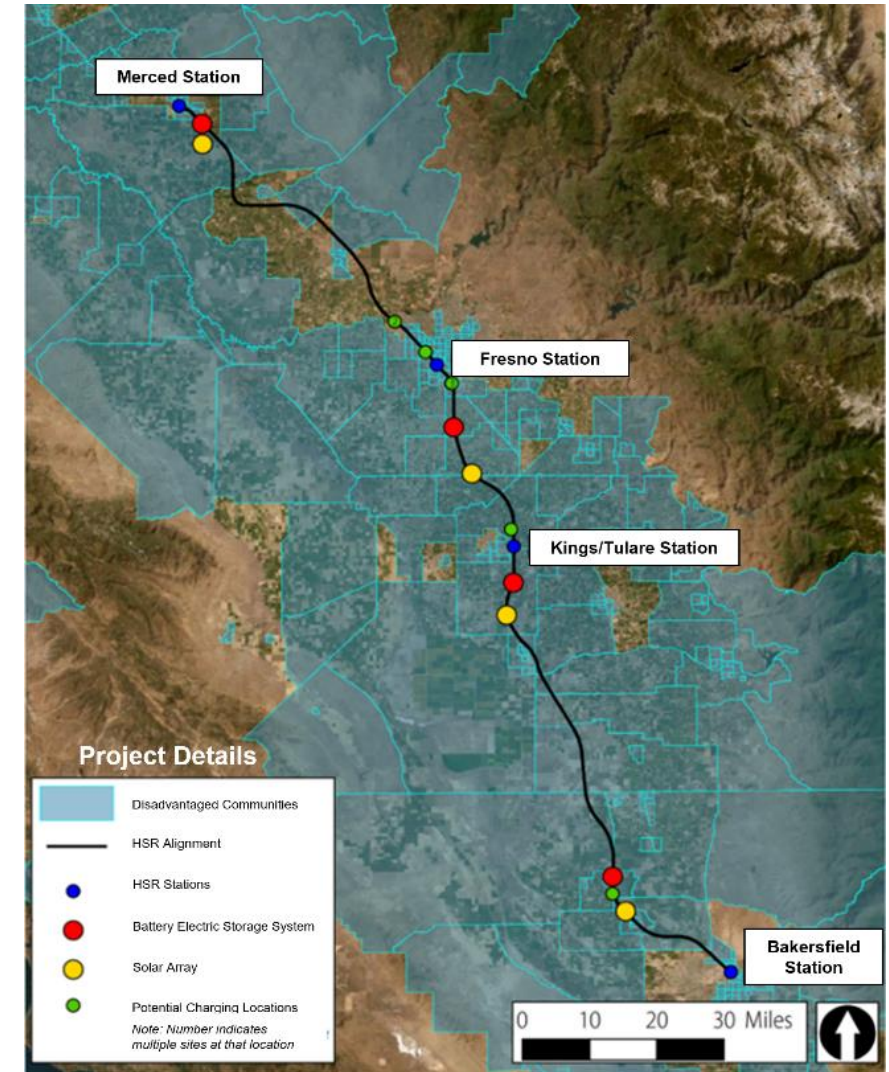 Merced Station
Fresno Station
Kings/Tulare Station
Project Details
Disadvantaged Communities
HSR Alignment
HSR Stations
Battery Electric Storage System
Solar Array
Potential Charging Locations
Note: Number indicates
multiple sites at that location
Bakersfield
Station
0 10 20 30 Miles